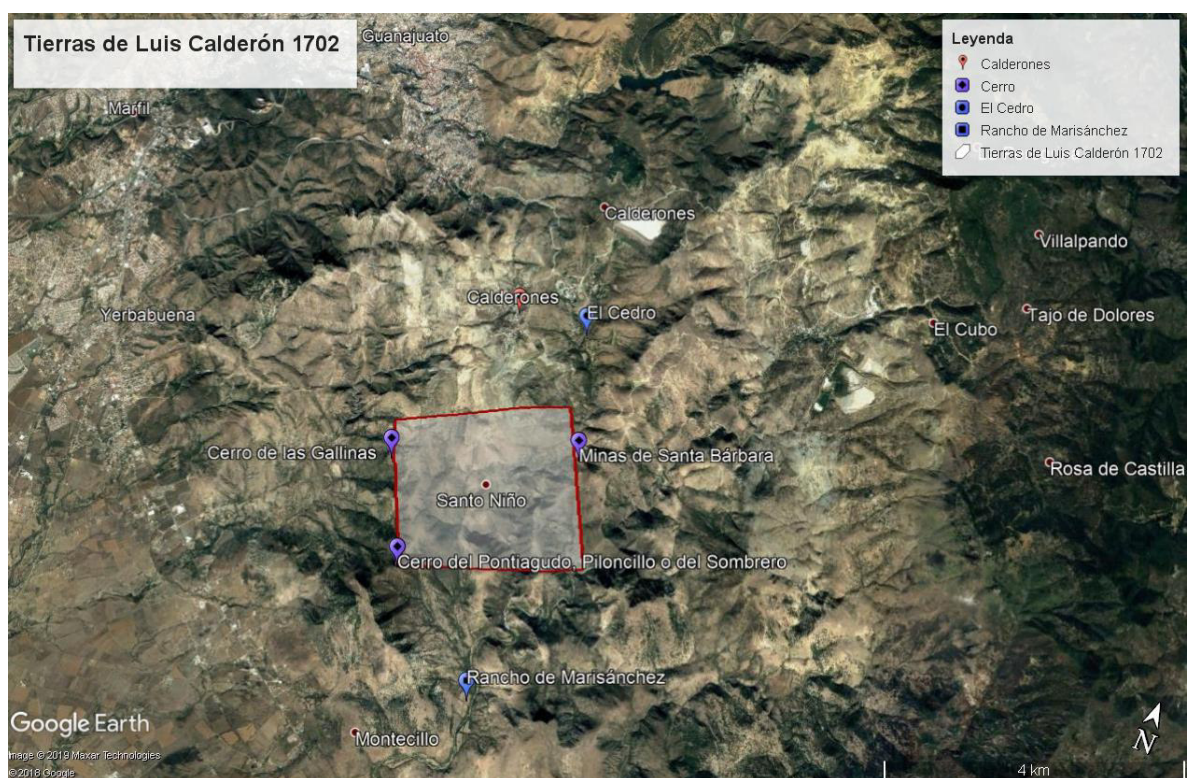 Tierras de Luis Calderón 1702
Guanajuato
Leyenda
Calderones
Cerro
El Cedro
Rancho de Marisánchez
Tierras de Luis Calderón 1702
Marfil
Calderones
Villalpando
Calderones
El Cedro
Yerbabuena
Tajo de Dolores
El Cubo
Cerro de las Gallinas
Minas de Santa Bárbara
Rosa de Castilla
Santo Niño
Cerro del Pontiagudo, Piloncillo o del Sombrero
Rancho de Marisánchez
Google Earth
Montecillo
N
Image © 2019 Maxar Technologies
© 2018 Google
4 km